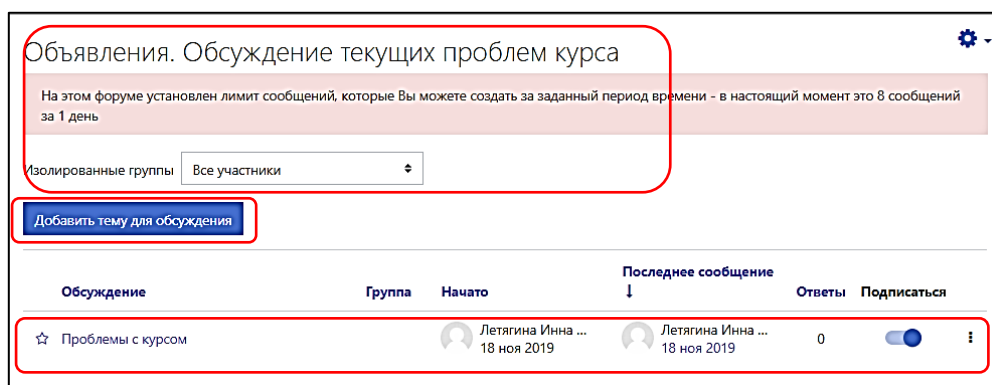 Объявления. Обсуждение текущих проблем курса
На этом форуме установлен лимит сообщений, которые Вы можете создать за заданный период времени - в настоящий момент это 8 сообщений
за 1 день
Изолированные группы Все участники
Добавить тему для обсуждения
Обсуждение Группа Начато Последнее сообщение ↓ Ответы Подписаться
Проблемы с курсом Летягина Инна ... Летягина Инна ... 0
18 ноя 2019 18 ноя 2019